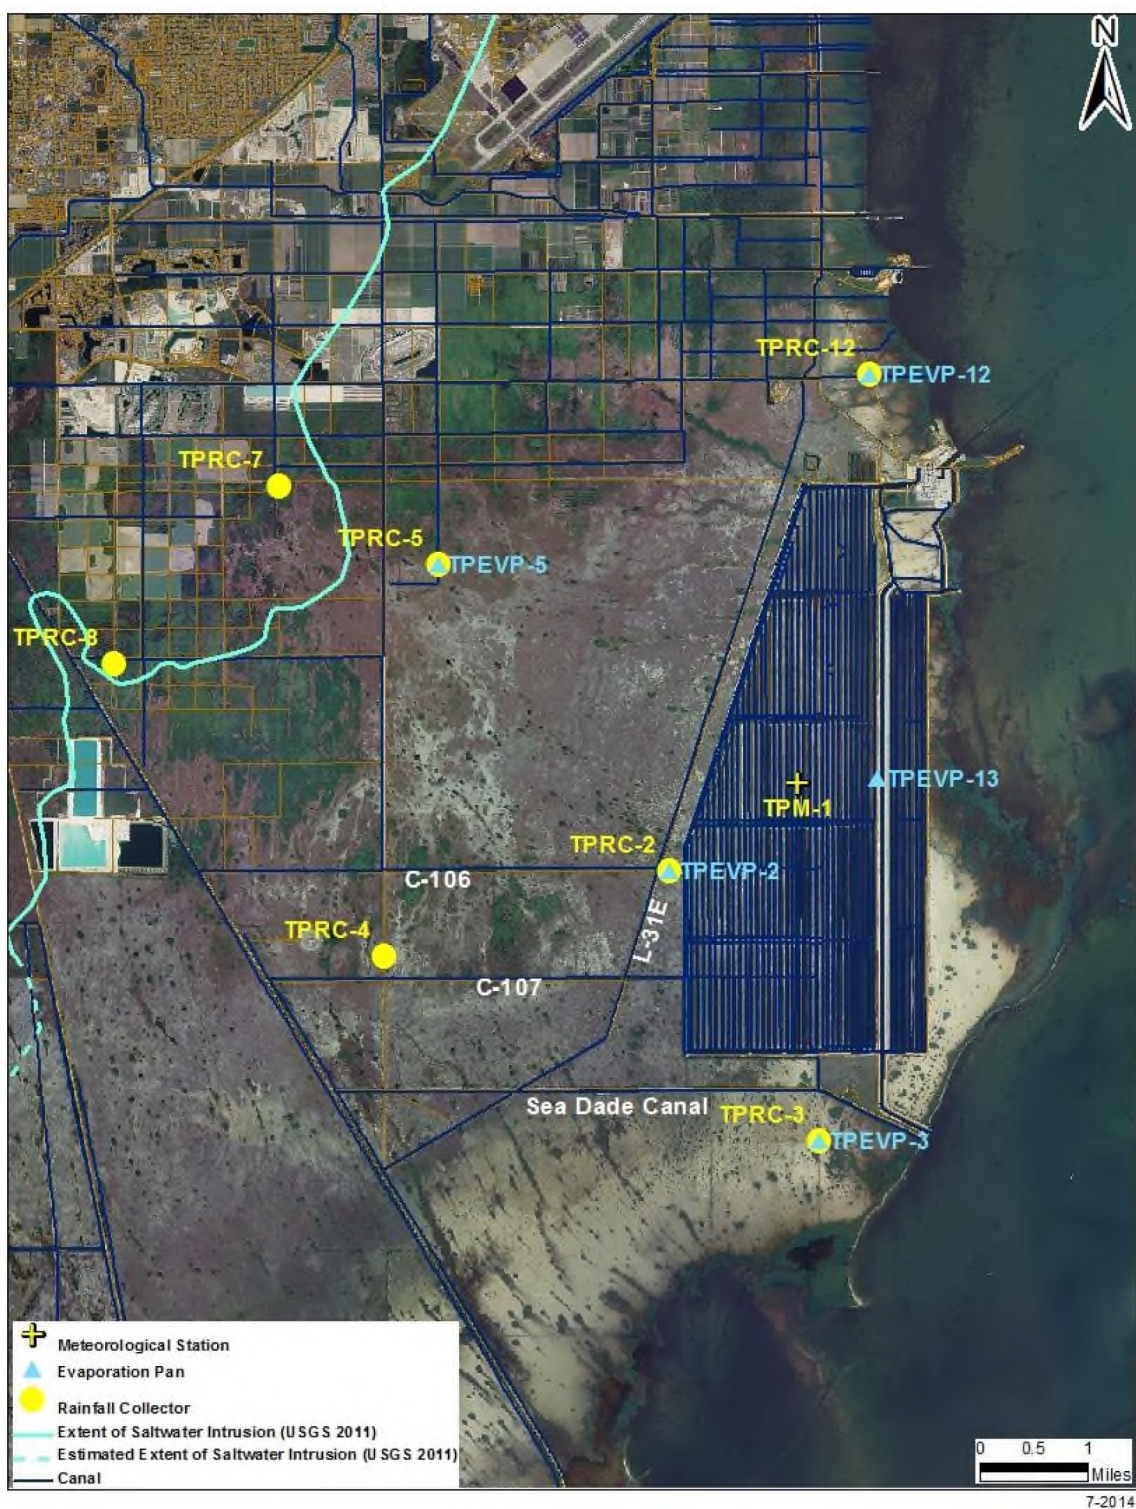 N
TPRC-12
TPEVP-12
TPRC-7
TPRC-5
TPEVP-5
TPRC-8
TPEVP-13
TPM-1
TPRC-2
TPEVP-2
C-106
L-31E
TPRC-4
C-107
Sea Dade Canal
TPRC-3
TPEVP-3
Meteorological Station
Evaporation Pan
Rainfall Collector
Extent of Saltwater Intrusion (USGS 2011)
Estimated Extent of Saltwater Intrusion (USGS 2011)
Canal
0 0.5 1
Miles
7-2014